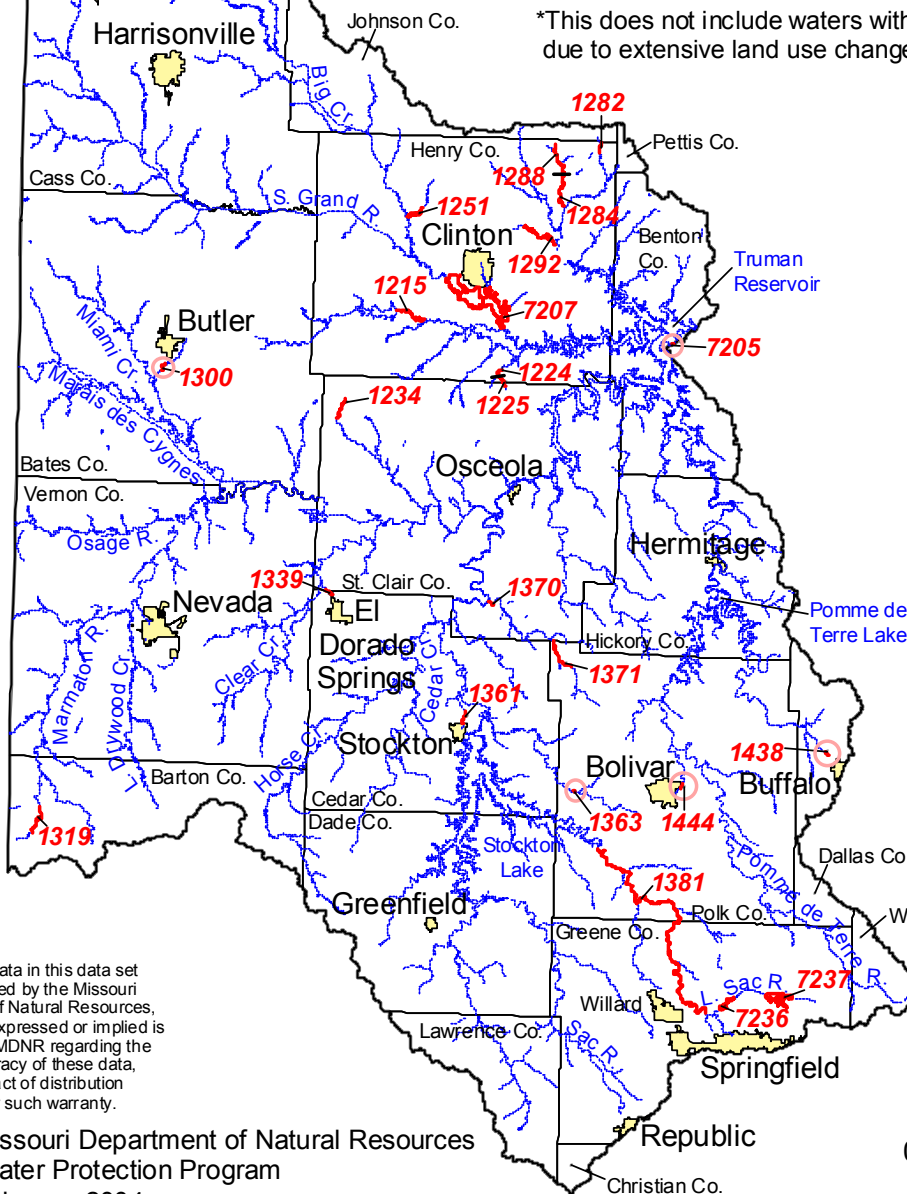 Johnson Co.
*This does not include waters with
due to extensive land use change
Harrisonville
Big Cr.
1282
Henry Co.
Pettis Co.
1288
Cass Co.
S. Grand R.
1251
1284
Clinton
Benton
Co.
1292
Truman
Reservoir
1215
Miami Cr.
Butler
7207
7205
1300
Marais des Cygnes
1224
1234
1225
Bates Co.
Osceola
Vernon Co.
Osage R.
Hermitage
1339
St. Clair Co.
1370
Nevada
El
Dorado
Springs
Pomme de
Terre Lake
Marmaton R.
L. Drywood Cr.
Clear Cr.
Cedar Cr.
Hickory Co.
1371
1361
Stockton
Horse Cr.
1438
Barton Co.
Bolivar
Buffalo
Cedar Co.
Dade Co.
1363
1444
1319
Stockton
Lake
Pomme de Terre R.
Dallas Co
1381
Greenfield
Polk Co.
Greene Co.
W
ata in this data set
ed by the Missouri
of Natural Resources,
expressed or implied is
MDNR regarding the
racy of these data,
act of distribution
r such warranty.
L. Sac R.
7237
Willard
7236
Lawrence Co.
Sac R.
Springfield
ssouri Department of Natural Resources
ater Protection Program
Republic
Christian Co.